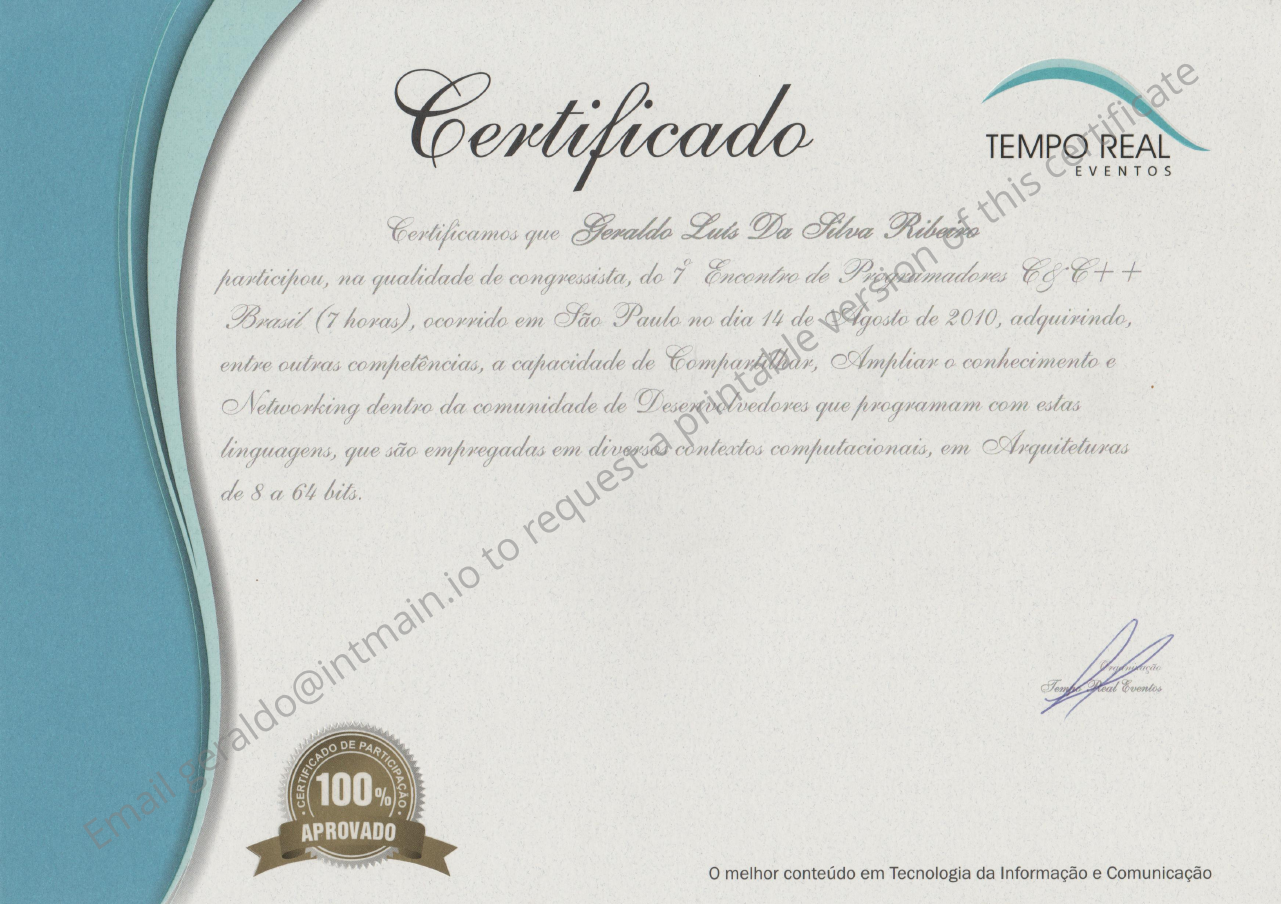 Certificado
TEMPO REAL
EVENTOS
Certificamos que Geraldo Luis Da Silva Ribeiro
participou, na qualidade de congressista, do 7º Encontro de Programadores C&C++
Brasil (7 horas), ocorrido em São Paulo no dia 14 de Agosto de 2010, adquirindo,
entre outras competências, a capacidade de Compartilhar, Ampliar o conhecimento e
Networking dentro da comunidade de Desenvolvedores que programam com estas
linguagens, que são empregadas em diversos contextos computacionais, em Arquiteturas
de 8 a 64 bits.
Email geraldo@intmain.io to request a printable version of this certificate
Organização
Tempo Real Eventos
CERTIFICADO DE PARTICIPAÇÃO
100%
APROVADO
O melhor conteúdo em Tecnologia da Informação e Comunicação